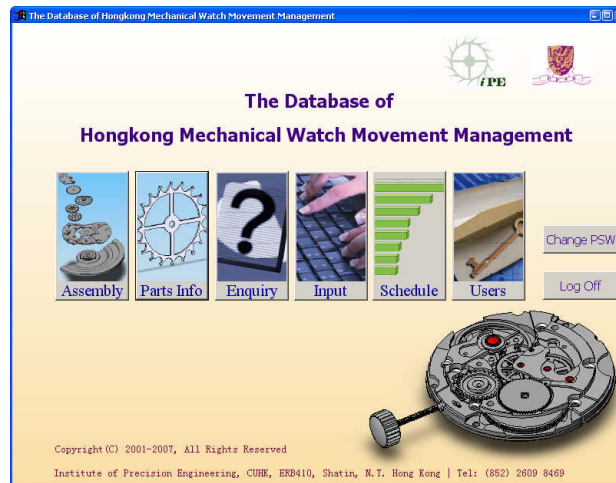 The Database of Hongkong Mechanical Watch Movement Management
iPE
The Database of
Hongkong Mechanical Watch Movement Management
Assembly
Parts Info
Enquiry
Input
Schedule
Users
Change PSW
Log Off
Copyright (C) 2001-2007, All Rights Reserved
Institute of Precision Engineering, CUHK, ERB410, Shatin, N.T. Hong Kong | Tel: (852) 2609 8469